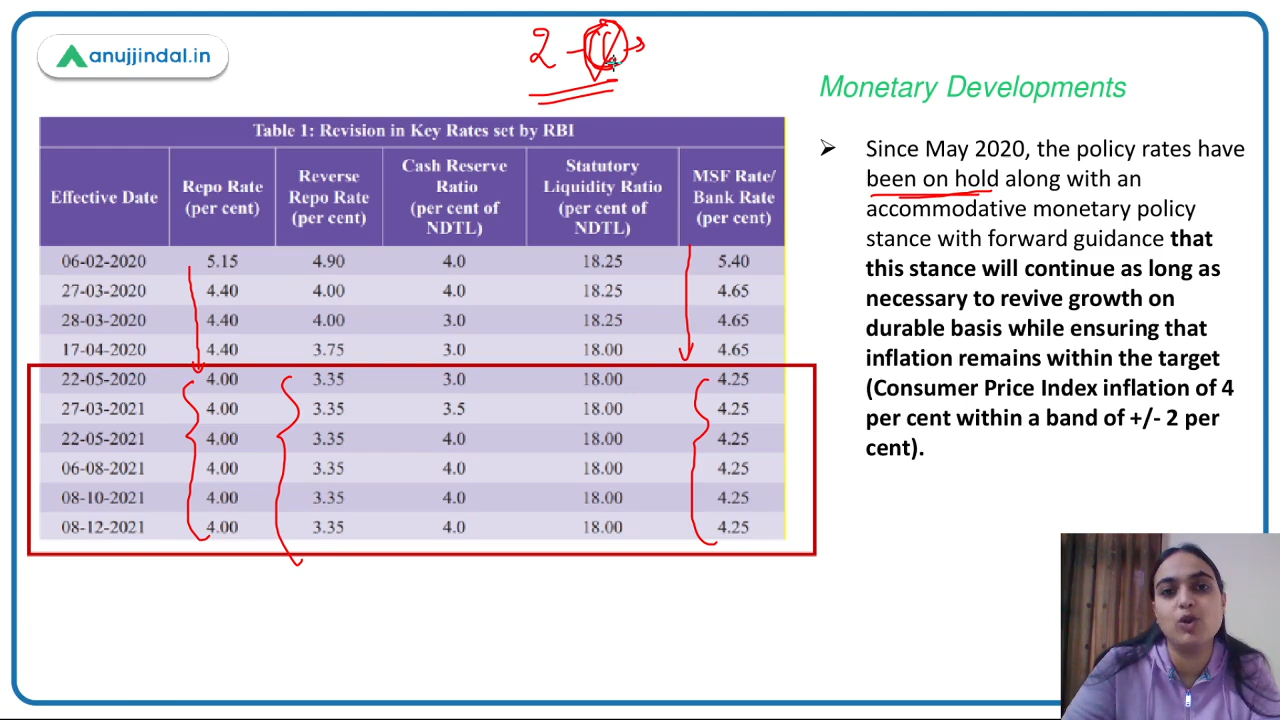 anujjindal.in
2 -
Monetary Developments
Table 1: Revision in Key Rates set by RBI
Effective Date | Repo Rate (per cent) | Reverse Repo Rate (per cent) | Cash Reserve Ratio (per cent of NDTL) | Statutory Liquidity Ratio (per cent of NDTL) | MSF Rate/ Bank Rate (per cent)
06-02-2020 5.15 4.90 4.0 18.25 5.40
27-03-2020 4.40 4.00 4.0 18.25 4.65
28-03-2020 4.40 4.00 3.0 18.25 4.65
17-04-2020 4.40 3.75 3.0 18.00 4.65
22-05-2020 4.00 3.35 3.0 18.00 4.25
27-03-2021 4.00 3.35 3.5 18.00 4.25
22-05-2021 4.00 3.35 4.0 18.00 4.25
06-08-2021 4.00 3.35 4.0 18.00 4.25
08-10-2021 4.00 3.35 4.0 18.00 4.25
08-12-2021 4.00 3.35 4.0 18.00 4.25
➢ Since May 2020, the policy rates have
been on hold along with an
accommodative monetary policy
stance with forward guidance that
this stance will continue as long as
necessary to revive growth on
durable basis while ensuring that
inflation remains within the target
(Consumer Price Index inflation of 4
per cent within a band of +/- 2 per
cent).